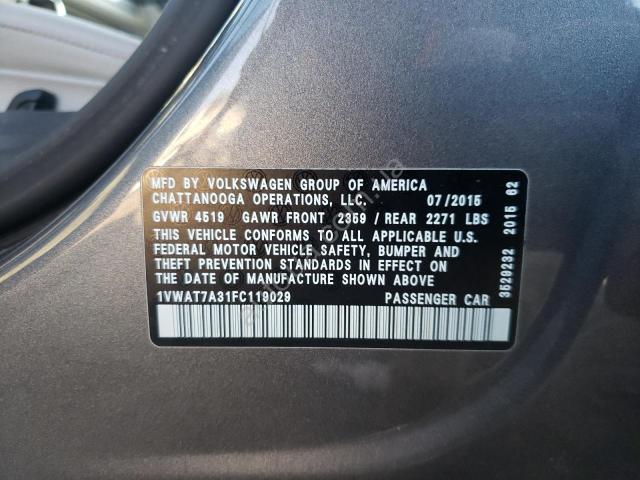 MFD BY VOLKSWAGEN GROUP OF AMERICA
CHATTANOOGA OPERATIONS, LLC. 07/2015
GVWR 4519 GAWR FRONT 2359 / REAR 2271 LBS
THIS VEHICLE CONFORMS TO ALL APPLICABLE U.S.
FEDERAL MOTOR VEHICLE SAFETY, BUMPER AND
THEFT PREVENTION STANDARDS IN EFFECT ON
THE DATE OF MANUFACTURE SHOWN ABOVE
1VWAT7A31FC119029 PASSENGER CAR
3529232 2015 62